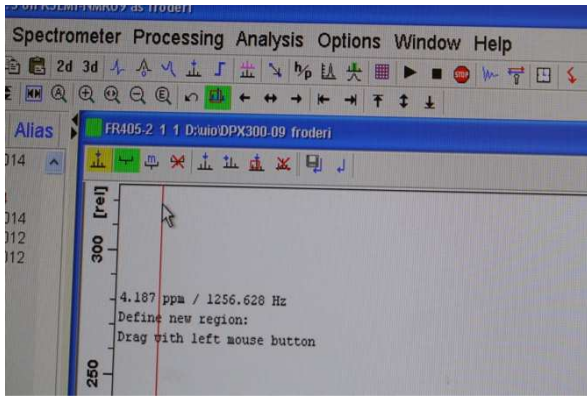 as froderi
Spectrometer Processing Analysis Options Window Help
2d 3d
Alias
FR405-2 1 1 D:\uio\DPX300-09 froderi
014
014
012
012
[rel]
300
4.187 ppm / 1256.628 Hz
Define new region:
Drag with left mouse button
250